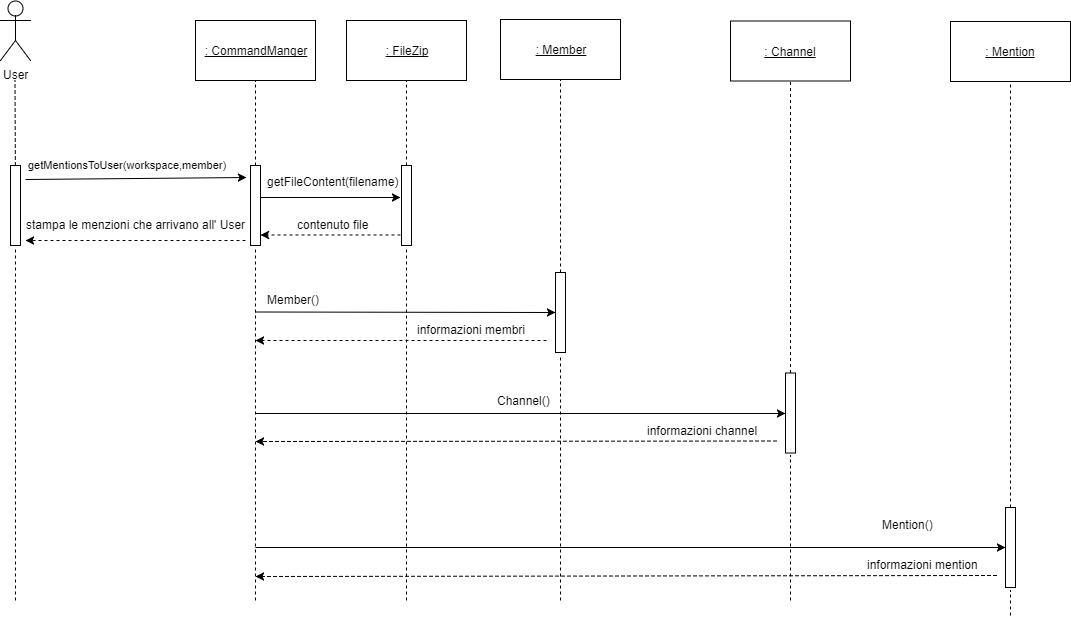 User
: CommandManger
: FileZip
: Member
: Channel
: Mention
getMentionsToUser(workspace,member)
getFileContent(filename)
stampa le menzioni che arrivano all' User
contenuto file
Member()
informazioni membri
Channel()
informazioni channel
Mention()
informazioni mention